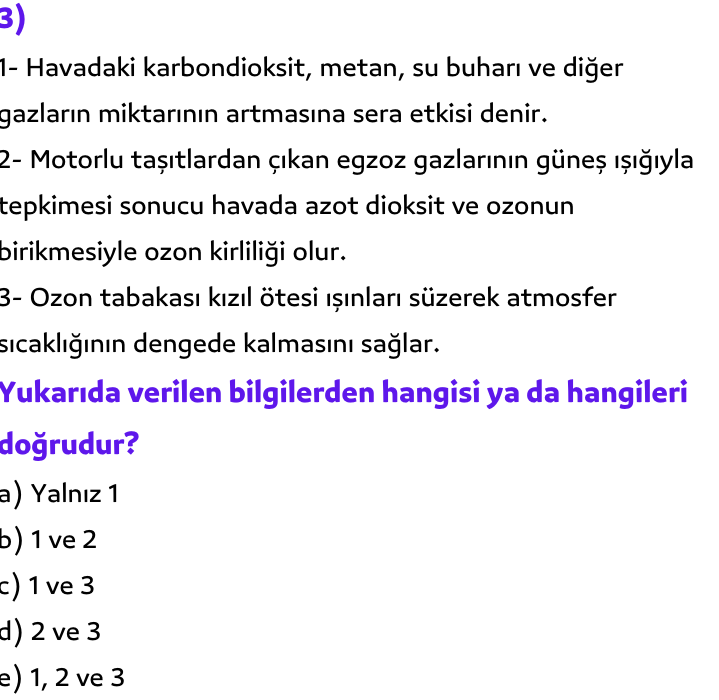 3)
1- Havadaki karbondioksit, metan, su buharı ve diğer
gazların miktarının artmasına sera etkisi denir.
2- Motorlu taşıtlardan çıkan egzoz gazlarının güneş ışığıyla
tepkimesi sonucu havada azot dioksit ve ozonun
birikmesiyle ozon kirliliği olur.
3- Ozon tabakası kızıl ötesi ışınları süzerek atmosfer
sıcaklığının dengede kalmasını sağlar.
Yukarıda verilen bilgilerden hangisi ya da hangileri
doğrudur?
a) Yalnız 1
b) 1 ve 2
c) 1 ve 3
d) 2 ve 3
e) 1, 2 ve 3